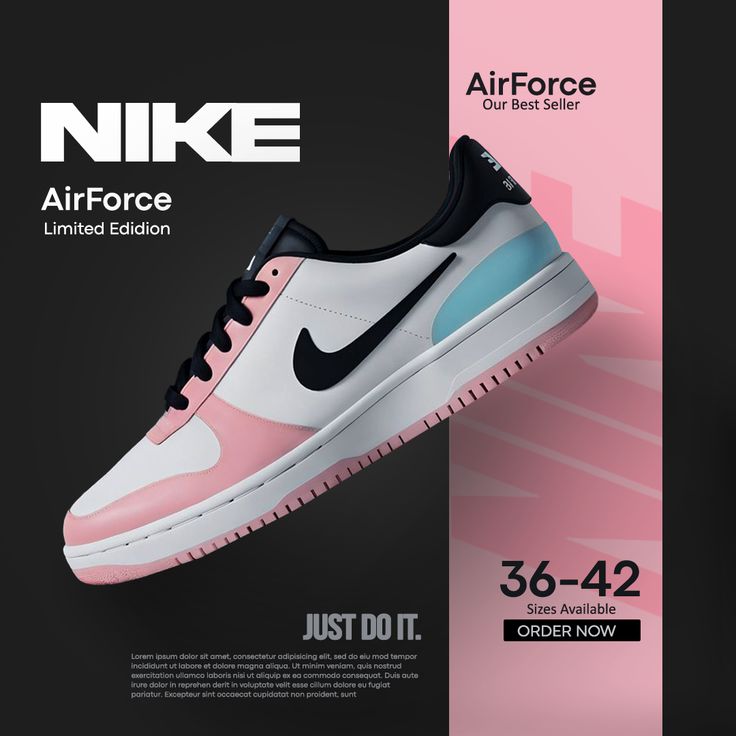 NIKE
AirForce
Limited Edidion
AirForce
Our Best Seller
36-42
Sizes Available
ORDER NOW
JUST DO IT.
Lorem ipsum dolor sit amet, consectetur adipisicing elit, sed do eiu mod tempor
incididunt ut labore et dolore magna aliqua. Ut minim veniam, quis nostrud
exercitation ullamco laboris nisi ut aliquip ex ea commodo consequat. Duis aute
irure dolor in reprehen derit in voluptate velit esse cillum dolore eu fugiat
pariatur. Excepteur sint occaecat cupidatat non proident, sunt